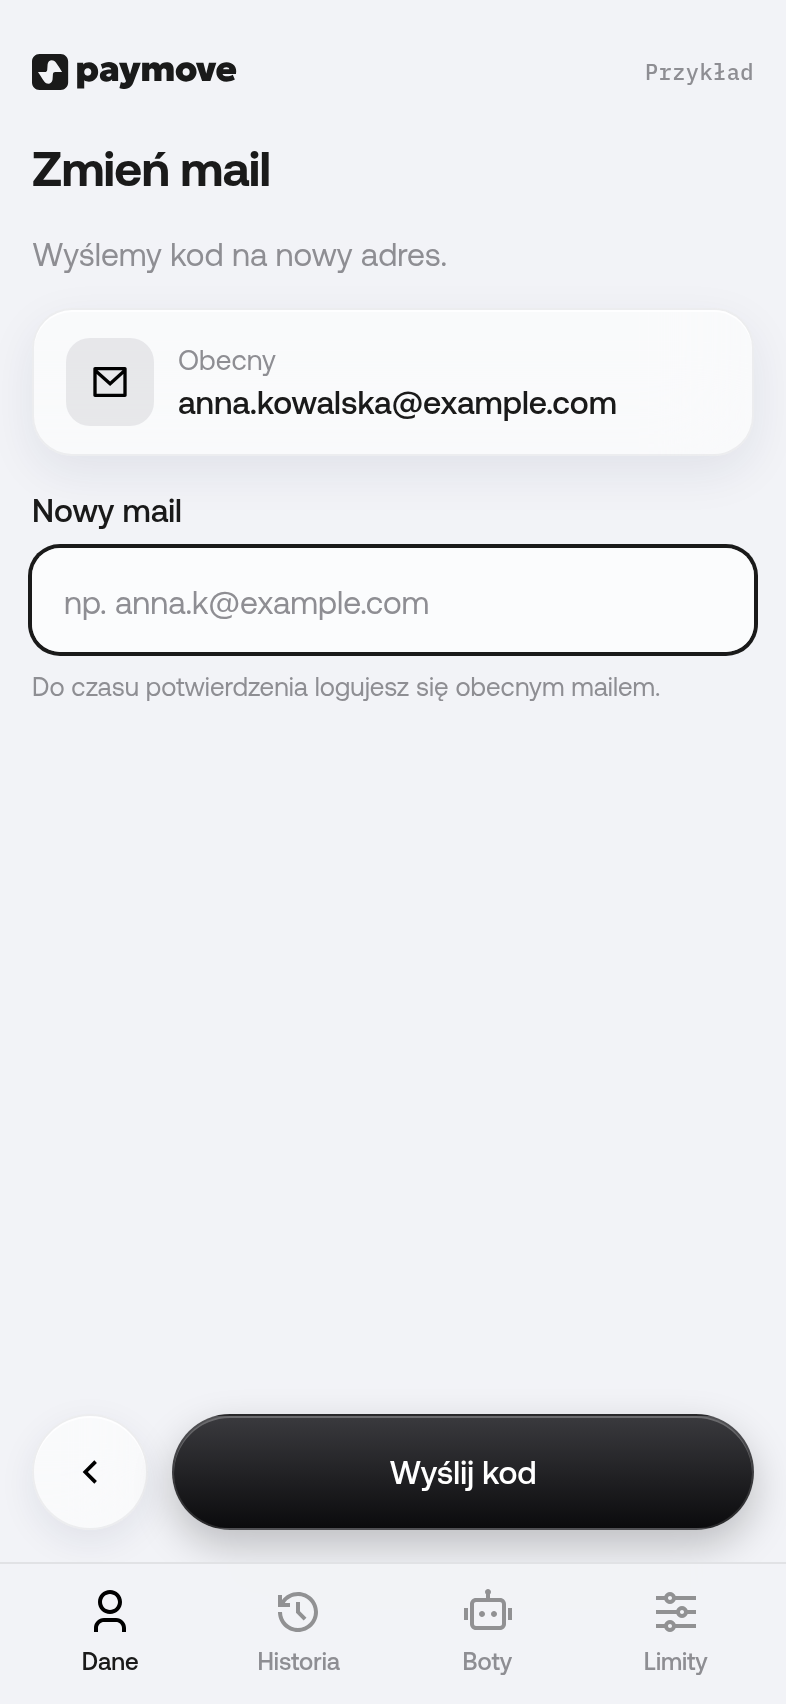 paymove
Przykład
Zmień mail
Wyślemy kod na nowy adres.
Obecny
anna.kowalska@example.com
Nowy mail
np. anna.k@example.com
Do czasu potwierdzenia logujesz się obecnym mailem.
Wyślij kod
Dane
Historia
Boty
Limity